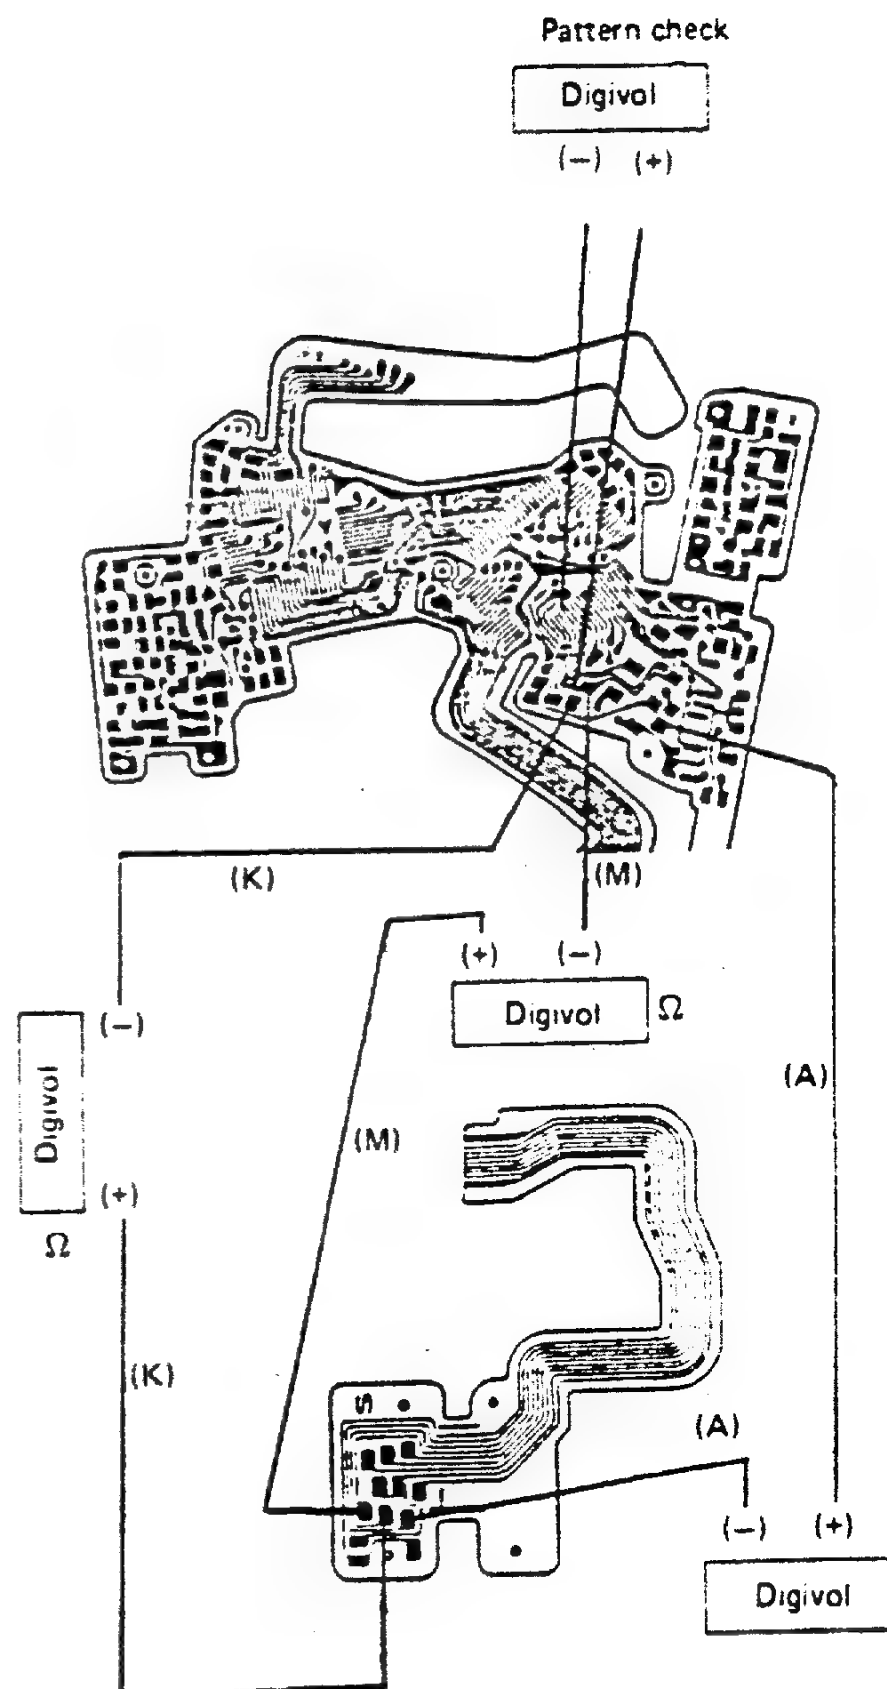 Pattern check
Digivol
(−) (+)
(K)
(M)
(+) (−)
Digivol Ω
(−)
Digivol
(+)
Ω
(A)
(M)
(K)
S
(A)
(−) (+)
Digivol